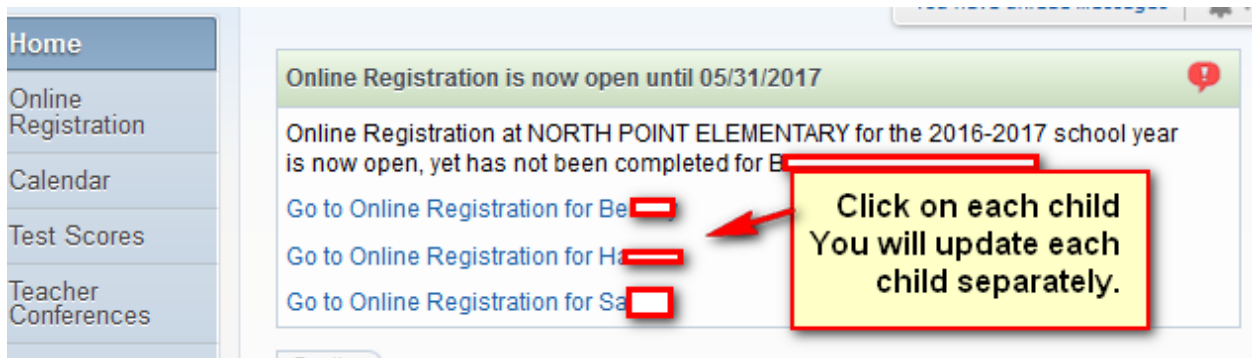 Home
Online
Registration
Calendar
Test Scores
Teacher
Conferences
Online Registration is now open until 05/31/2017
Online Registration at NORTH POINT ELEMENTARY for the 2016-2017 school year
is now open, yet has not been completed for B
Go to Online Registration for Be
Go to Online Registration for Ha
Go to Online Registration for Sa
Click on each child
You will update each
child separately.